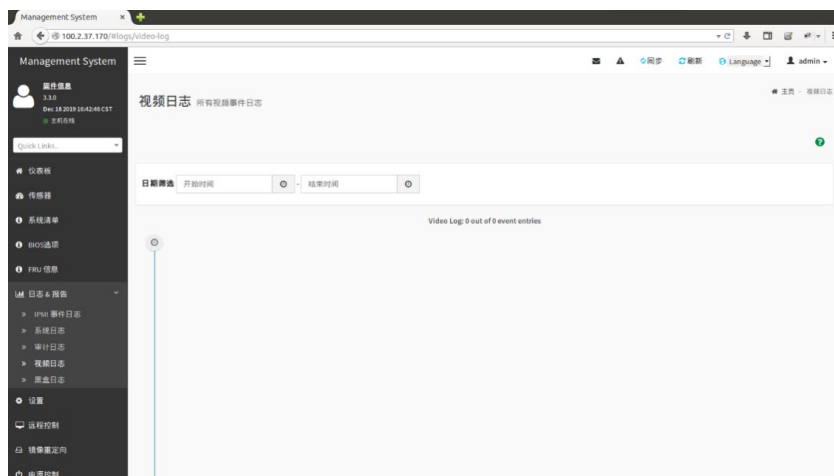 Management System
100.2.37.170/#logs/video-log
Management System
同步
刷新
Language
admin
固件信息
3.3.0
Dec 18 2019 16:42:46 CST
主机在线
视频日志 所有视频事件日志
主页 - 视频日志
Quick Links...
仪表板
日期筛选 开始时间 - 结束时间
传感器
系统清单
Video Log: 0 out of 0 event entries
BIOS选项
FRU 信息
日志 & 报告
IPMI 事件日志
系统日志
审计日志
视频日志
黑盒日志
设置
远程控制
镜像重定向
电源控制